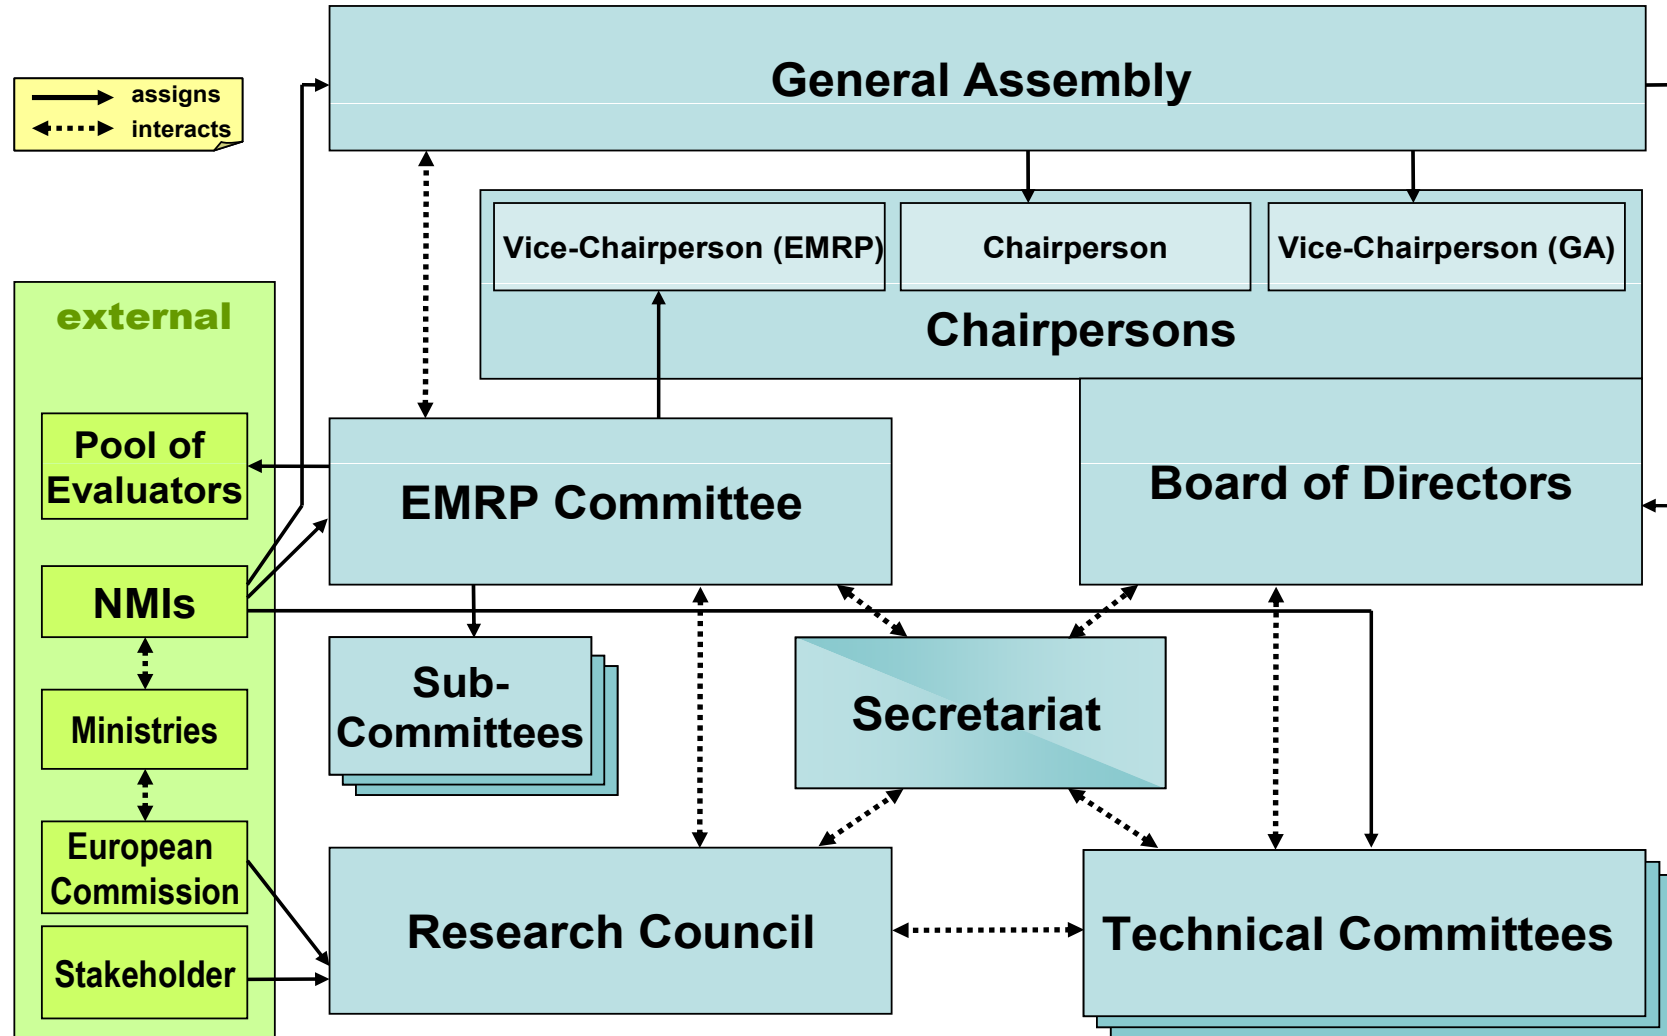 General Assembly
assigns
interacts
Vice-Chairperson (EMRP)
Chairperson
Vice-Chairperson (GA)
Chairpersons
external
Pool of
Evaluators
EMRP Committee
Board of Directors
NMIs
Sub-
Committees
Secretariat
Ministries
European
Commission
Research Council
Technical Committees
Stakeholder